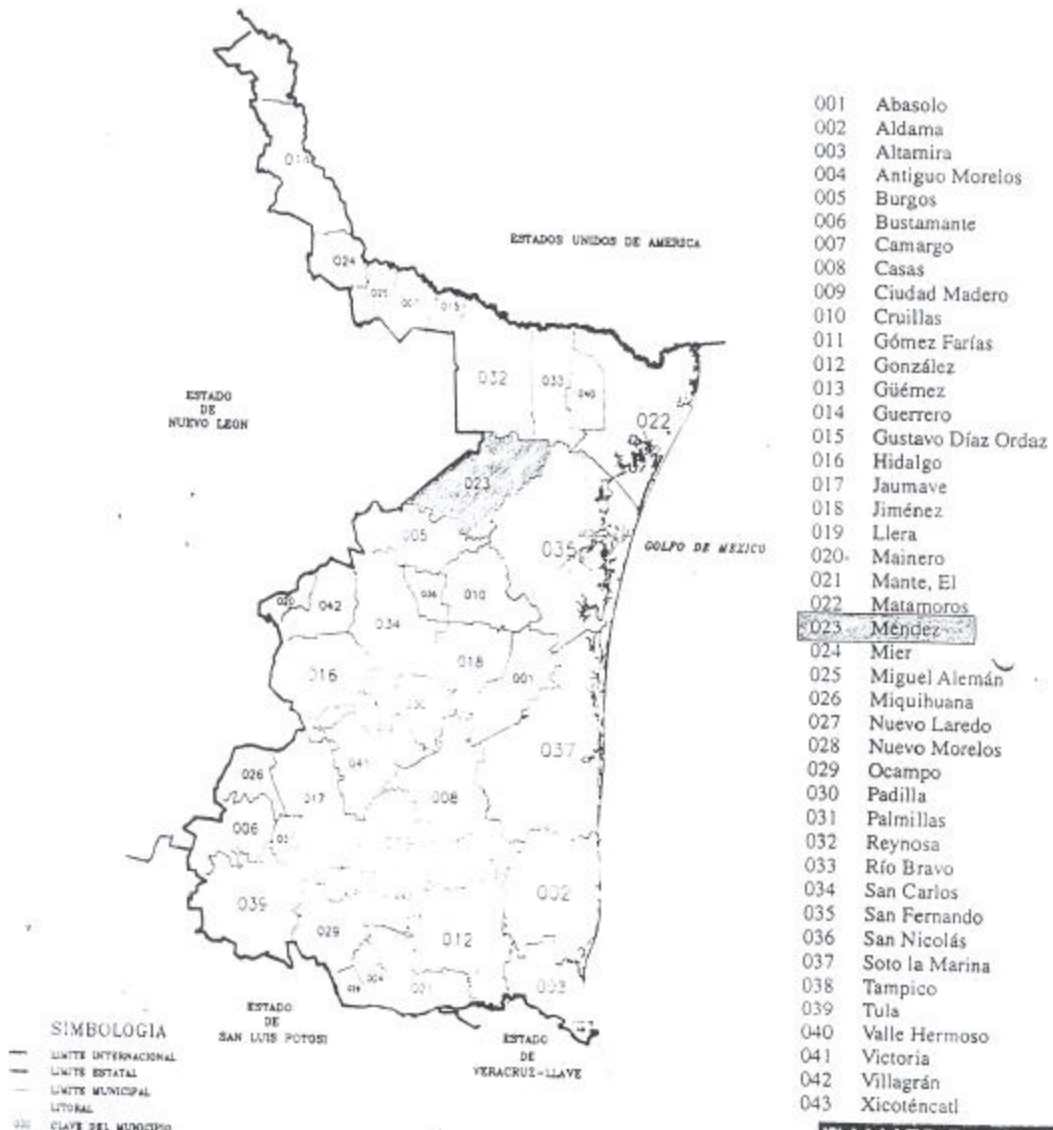 014
024
025
007
015
ESTADOS UNIDOS DE AMERICA
032
033
040
022
ESTADO
DE
NUEVO LEON
023
005
035
GOLFO DE MEXICO
020
042
036
010
034
016
018
001
037
041
026
017
008
006
039
002
029
012
003
021
ESTADO
DE
SAN LUIS POTOSI
ESTADO
DE
VERACRUZ-LLAVE
SIMBOLOGIA
LIMITE INTERNACIONAL
LIMITE ESTATAL
LIMITE MUNICIPAL
LITORAL
CLAVE DEL MUNICIPIO
001 Abasolo
002 Aldama
003 Altamira
004 Antiguo Morelos
005 Burgos
006 Bustamante
007 Camargo
008 Casas
009 Ciudad Madero
010 Cruillas
011 Gómez Farías
012 González
013 Güémez
014 Guerrero
015 Gustavo Díaz Ordaz
016 Hidalgo
017 Jaumave
018 Jiménez
019 Llera
020 Mainero
021 Mante, El
022 Matamoros
023 Méndez
024 Mier
025 Miguel Alemán
026 Miquihuana
027 Nuevo Laredo
028 Nuevo Morelos
029 Ocampo
030 Padilla
031 Palmillas
032 Reynosa
033 Río Bravo
034 San Carlos
035 San Fernando
036 San Nicolás
037 Soto la Marina
038 Tampico
039 Tula
040 Valle Hermoso
041 Victoria
042 Villagrán
043 Xicoténcatl